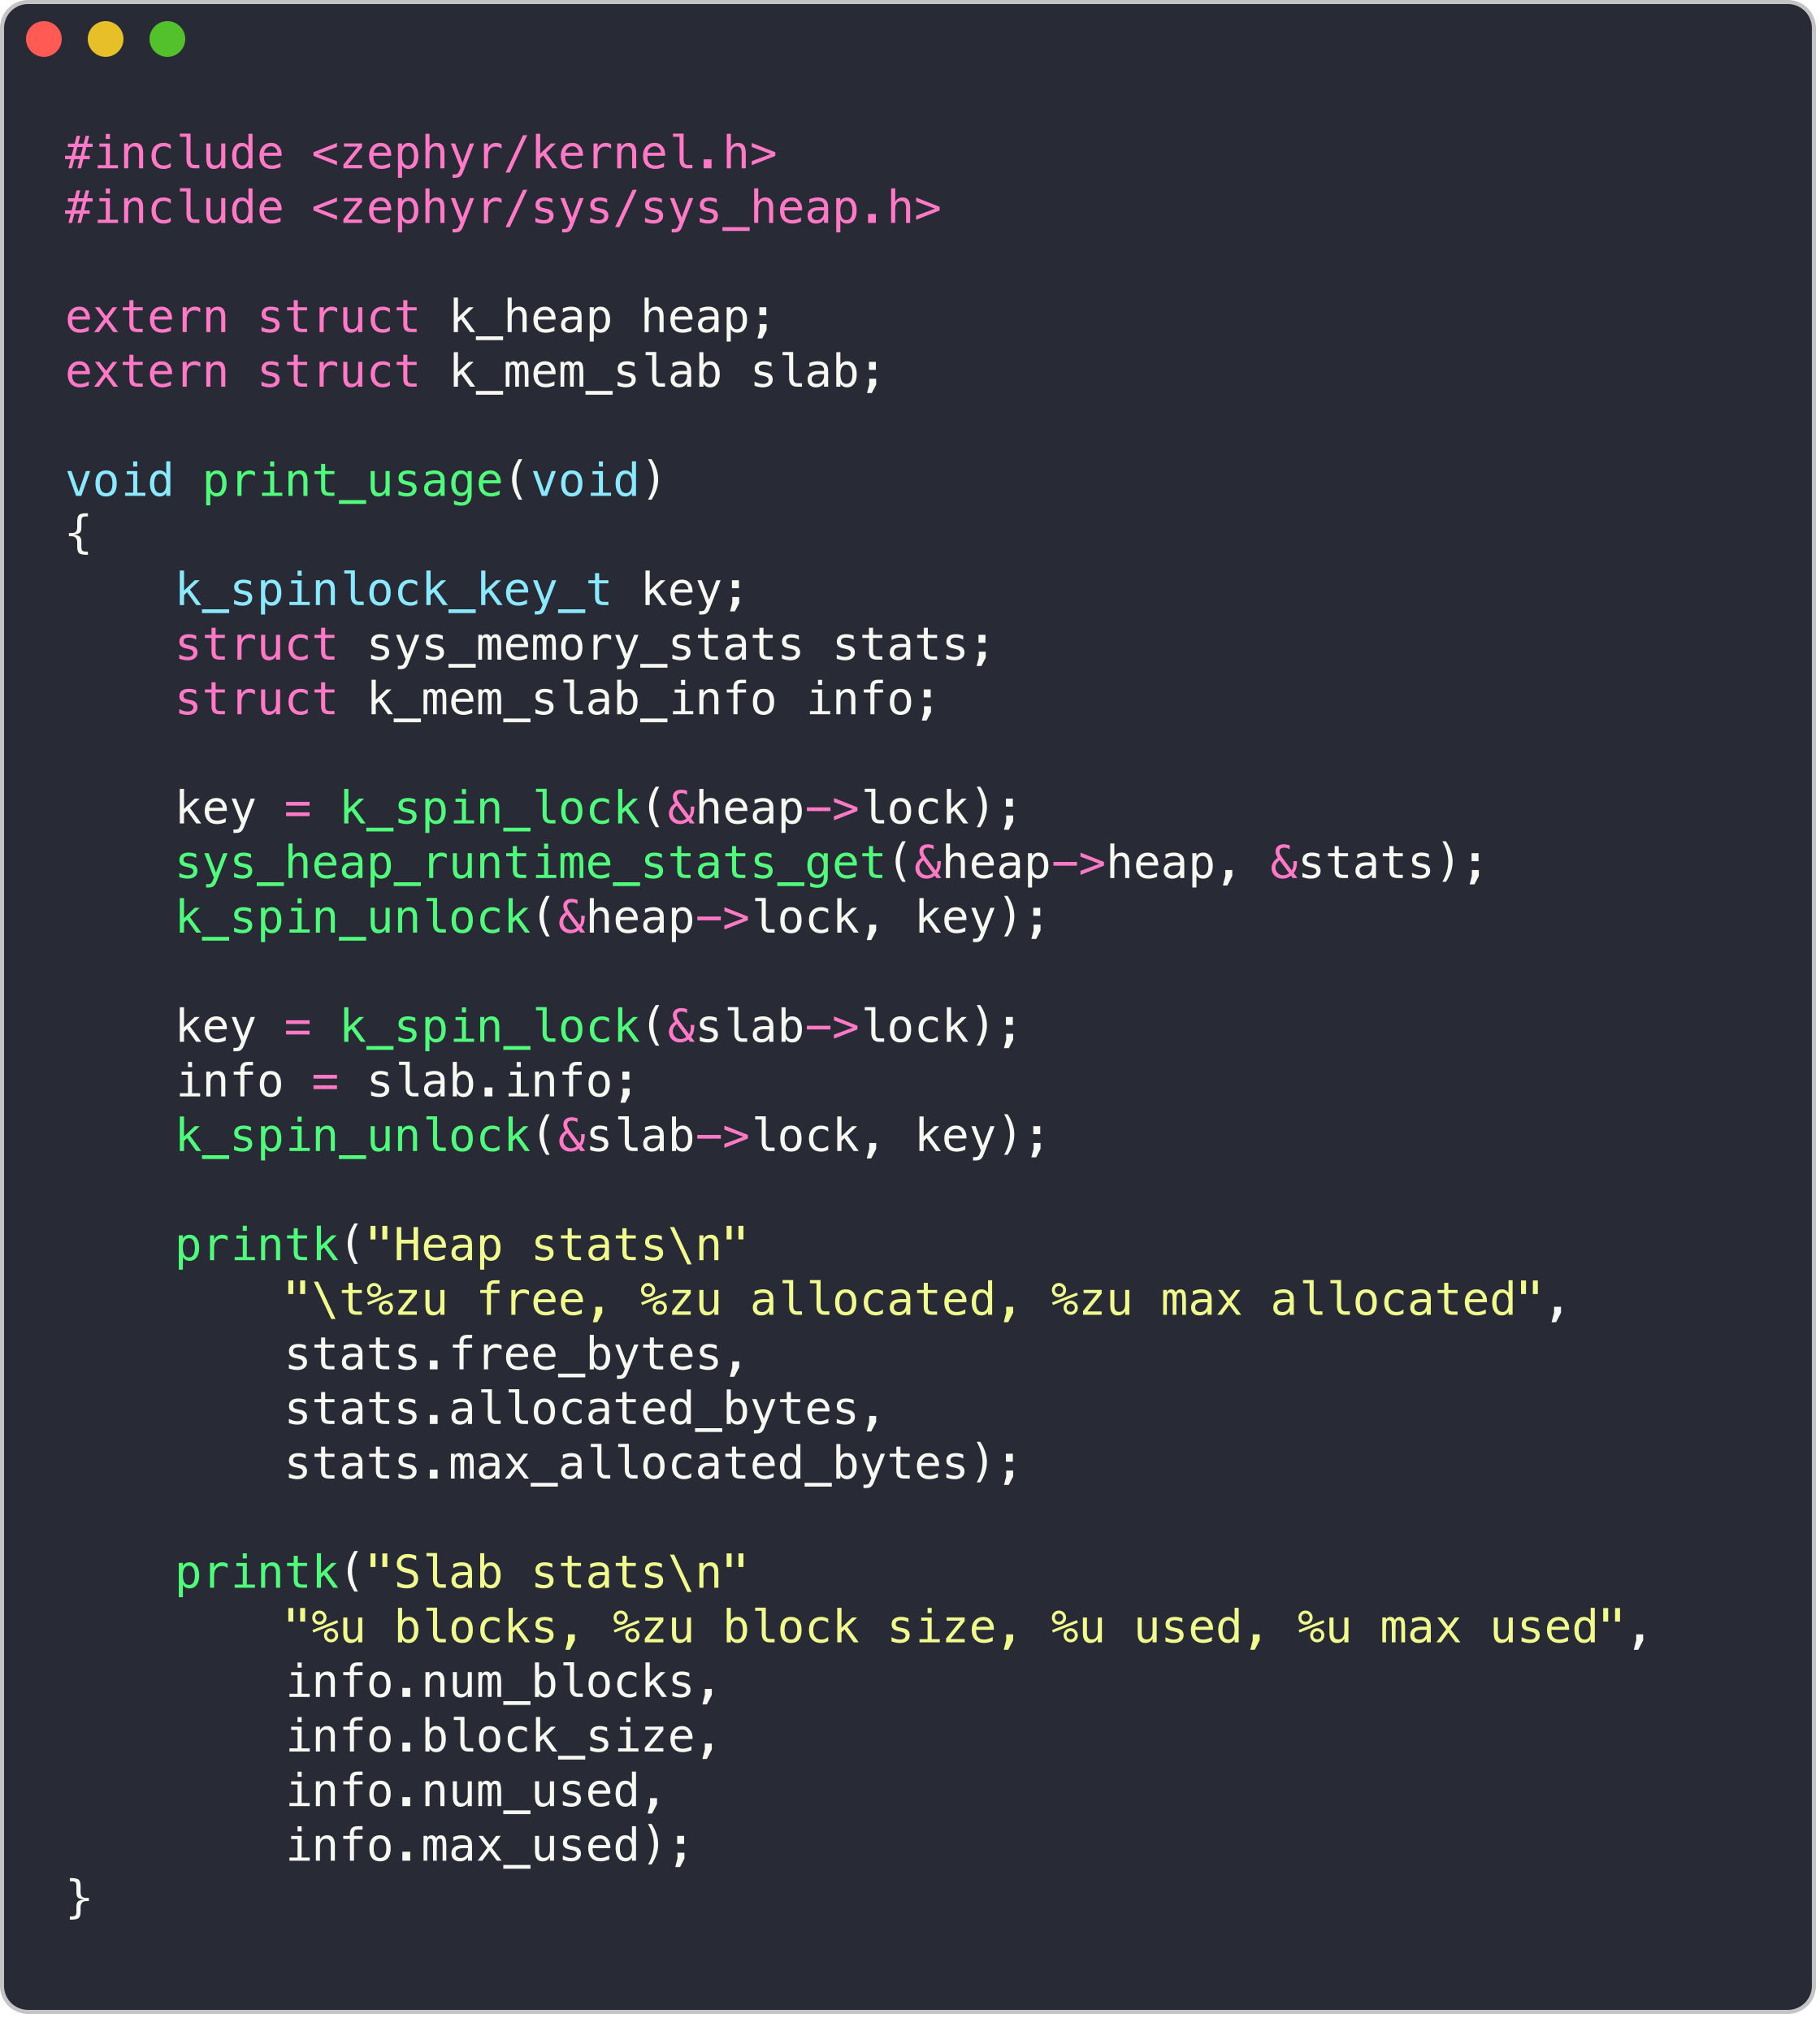 #include <zephyr/kernel.h>
#include <zephyr/sys/sys_heap.h>

extern struct k_heap heap;
extern struct k_mem_slab slab;

void print_usage(void)
{
    k_spinlock_key_t key;
    struct sys_memory_stats stats;
    struct k_mem_slab_info info;

    key = k_spin_lock(&heap->lock);
    sys_heap_runtime_stats_get(&heap->heap, &stats);
    k_spin_unlock(&heap->lock, key);

    key = k_spin_lock(&slab->lock);
    info = slab.info;
    k_spin_unlock(&slab->lock, key);

    printk("Heap stats\n"
        "\t%zu free, %zu allocated, %zu max allocated",
        stats.free_bytes,
        stats.allocated_bytes,
        stats.max_allocated_bytes);

    printk("Slab stats\n"
        "%u blocks, %zu block size, %u used, %u max used",
        info.num_blocks,
        info.block_size,
        info.num_used,
        info.max_used);
}